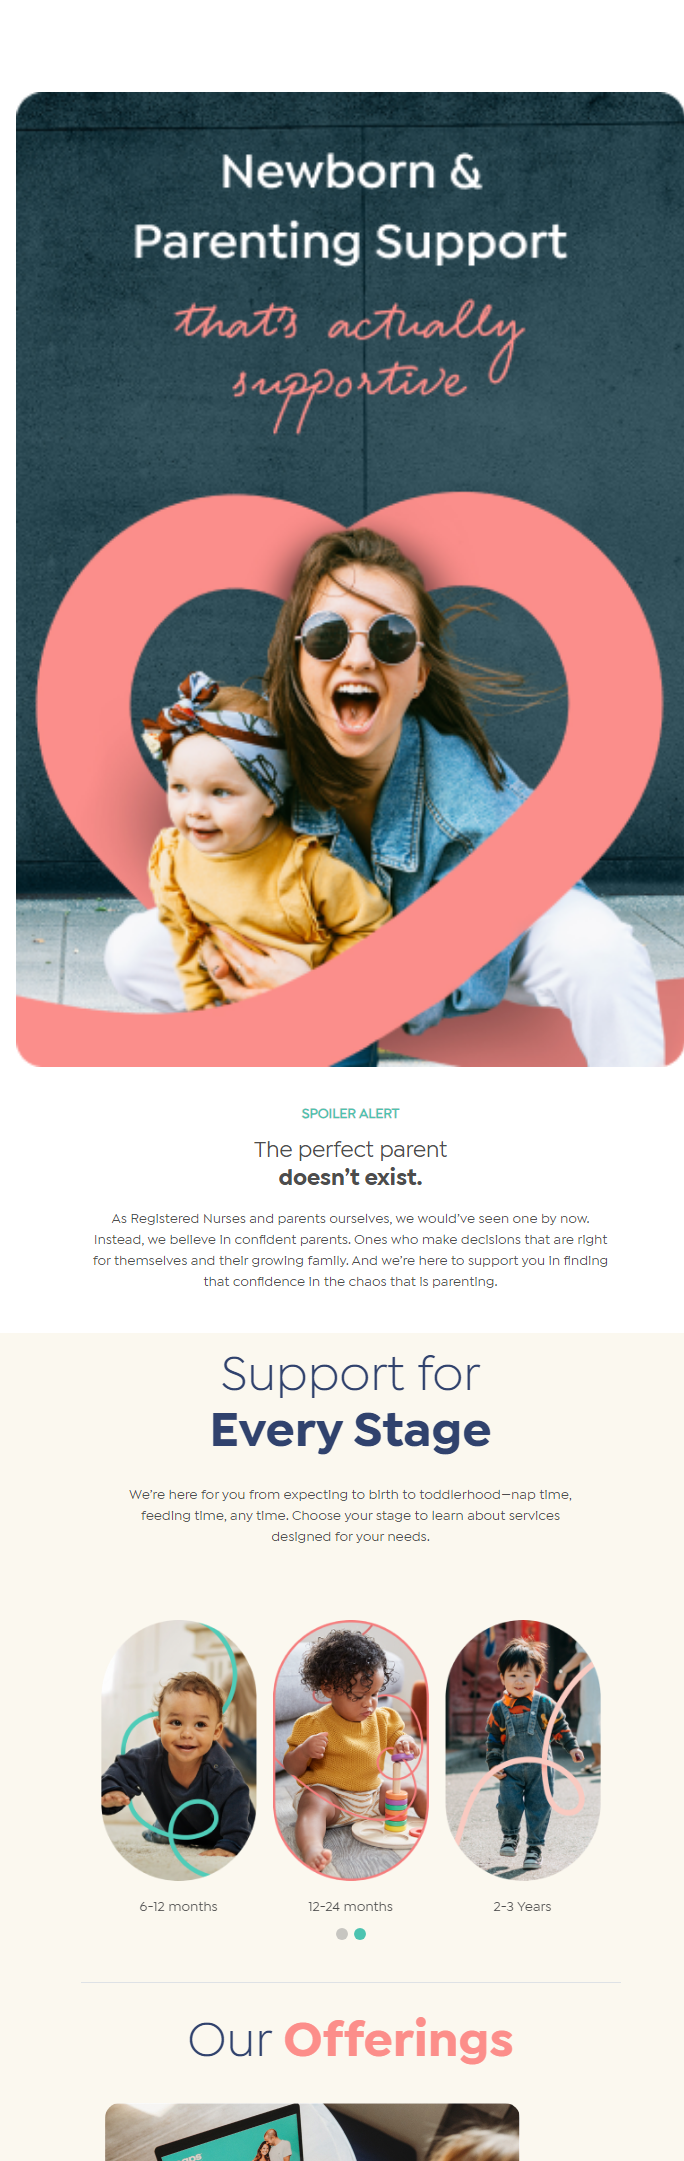 Newborn &
Parenting Support
that's actually
supportive
SPOILER ALERT
The perfect parent
doesn't exist.
As Registered Nurses and parents ourselves, we would've seen one by now.
Instead, we believe in confident parents. Ones who make decisions that are right
for themselves and their growing family. And we're here to support you in finding
that confidence in the chaos that is parenting.
Support for
Every Stage
We're here for you from expecting to birth to toddlerhood—nap time,
feeding time, any time. Choose your stage to learn about services
designed for your needs.
6-12 months
12-24 months
2-3 Years
Our Offerings